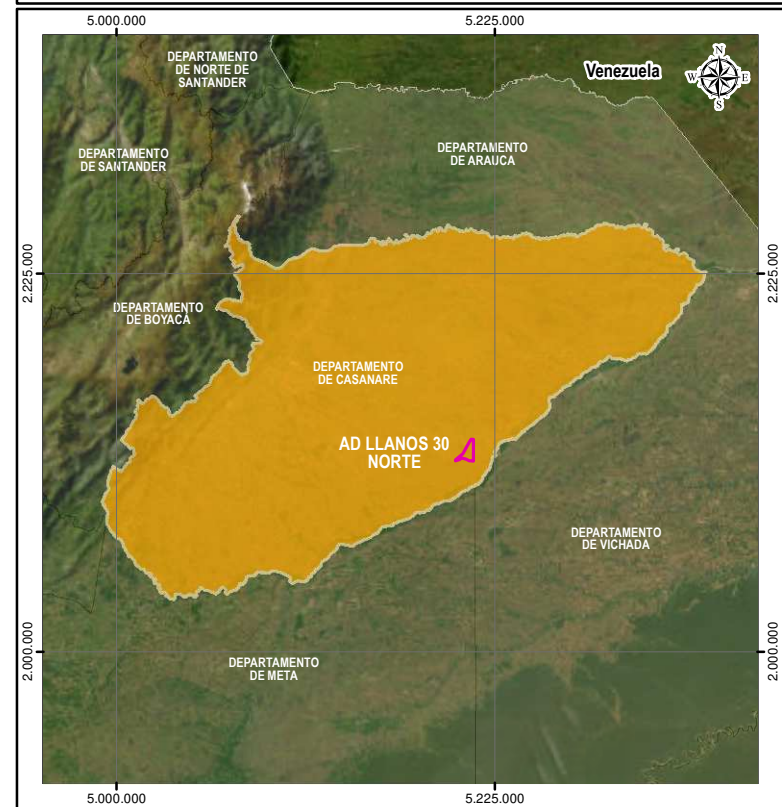 5.000.000
5.225.000
DEPARTAMENTO
DE NORTE DE
SANTANDER
Venezuela
N
W
E
S
DEPARTAMENTO
DE SANTANDER
DEPARTAMENTO
DE ARAUCA
2.225.000
2.225.000
DEPARTAMENTO
DE BOYACÁ
DEPARTAMENTO
DE CASANARE
AD LLANOS 30
NORTE
DEPARTAMENTO
DE VICHADA
2.000.000
2.000.000
DEPARTAMENTO
DE META
5.000.000
5.225.000